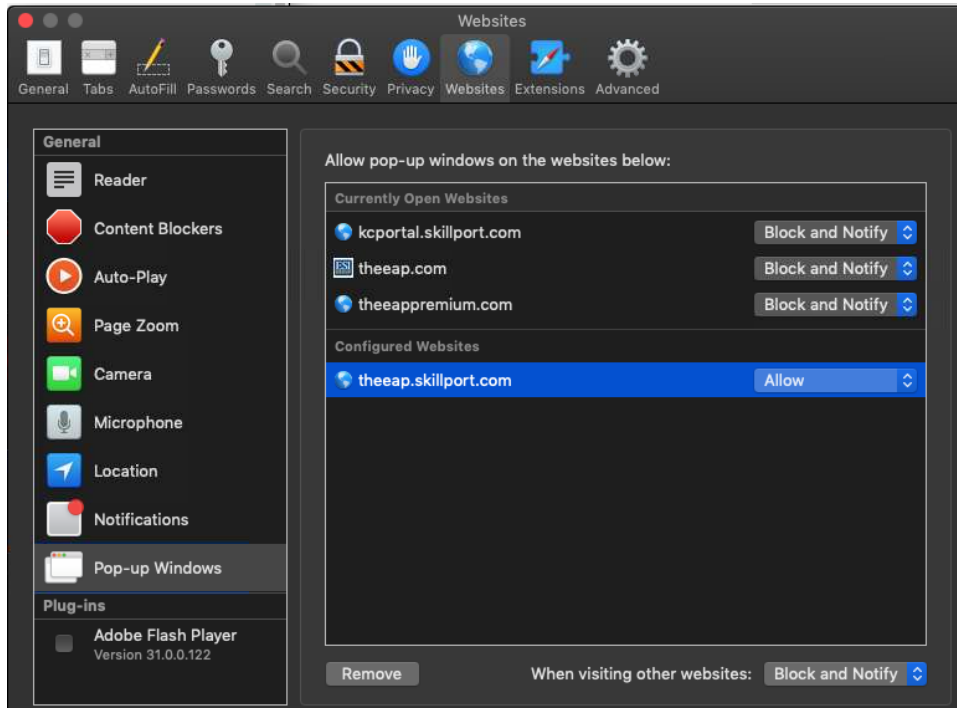 Websites
General Tabs AutoFill Passwords Search Security Privacy Websites Extensions Advanced
General
Reader
Content Blockers
Auto-Play
Page Zoom
Camera
Microphone
Location
Notifications
Pop-up Windows
Plug-ins
Adobe Flash Player
Version 31.0.0.122
Allow pop-up windows on the websites below:
Currently Open Websites
kcportal.skillport.com Block and Notify
ESI theeap.com Block and Notify
theeappremium.com Block and Notify
Configured Websites
theeap.skillport.com Allow
Remove When visiting other websites: Block and Notify